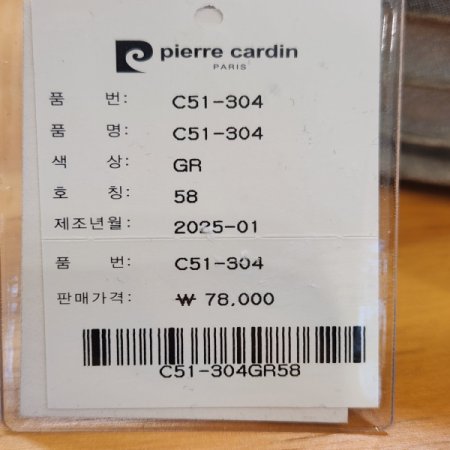 pierre cardin
PARIS
품 번: C51-304
품 명: C51-304
색 상: GR
호 칭: 58
제조년월: 2025-01
품 번: C51-304
판매가격: ₩ 78,000
C51-304GR58